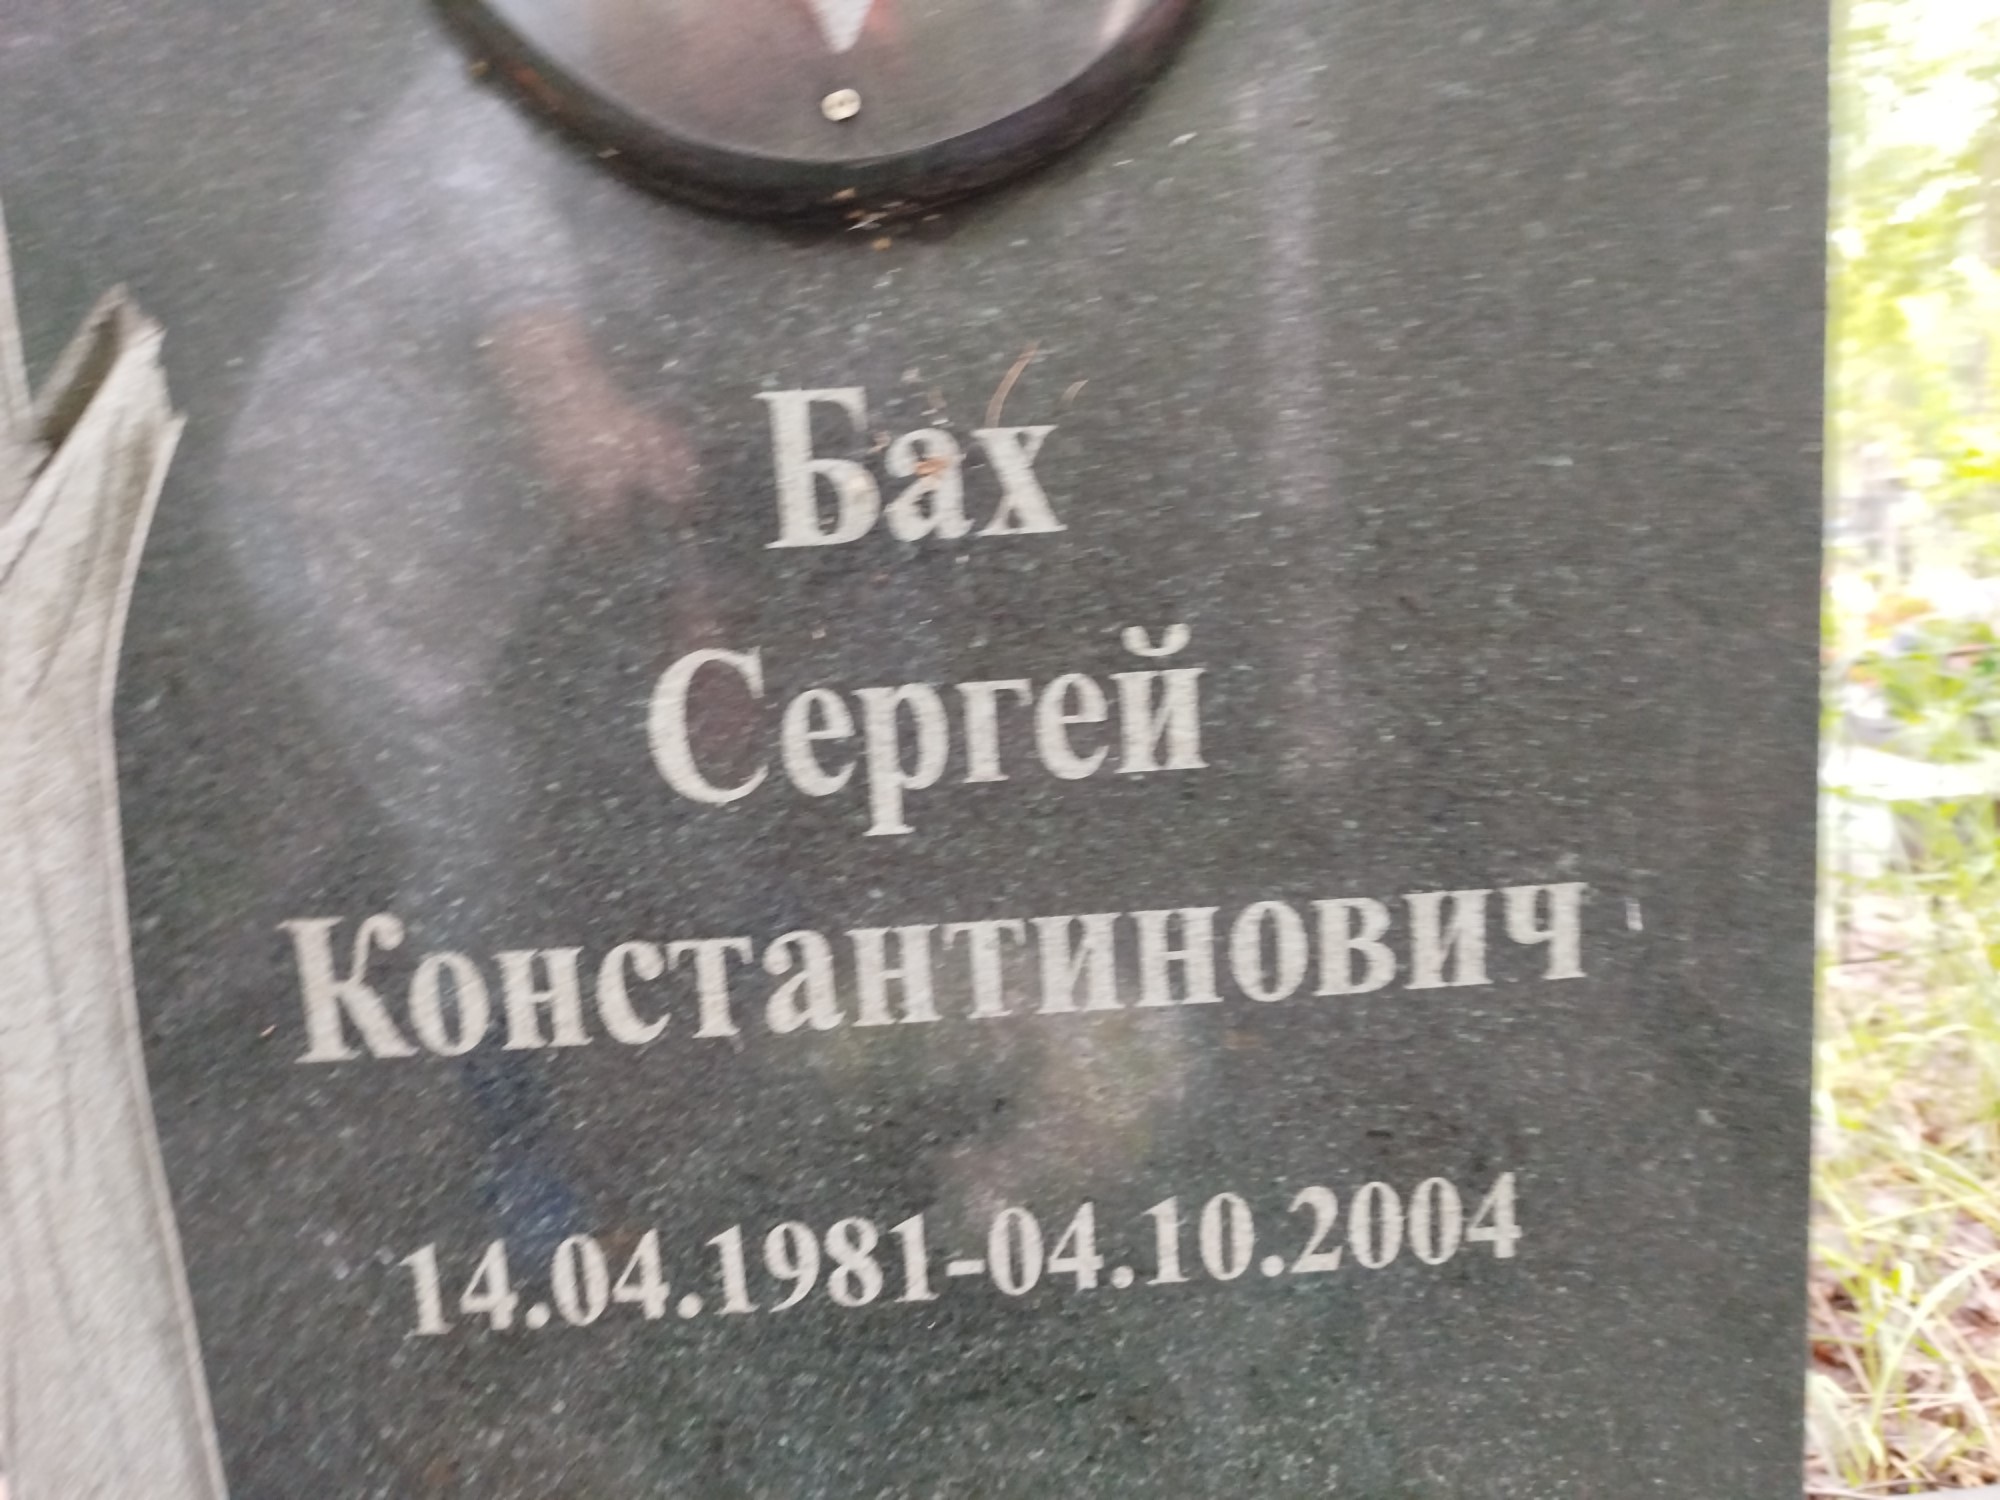 Бах
Сергей
Константинович
14.04.1981-04.10.2004